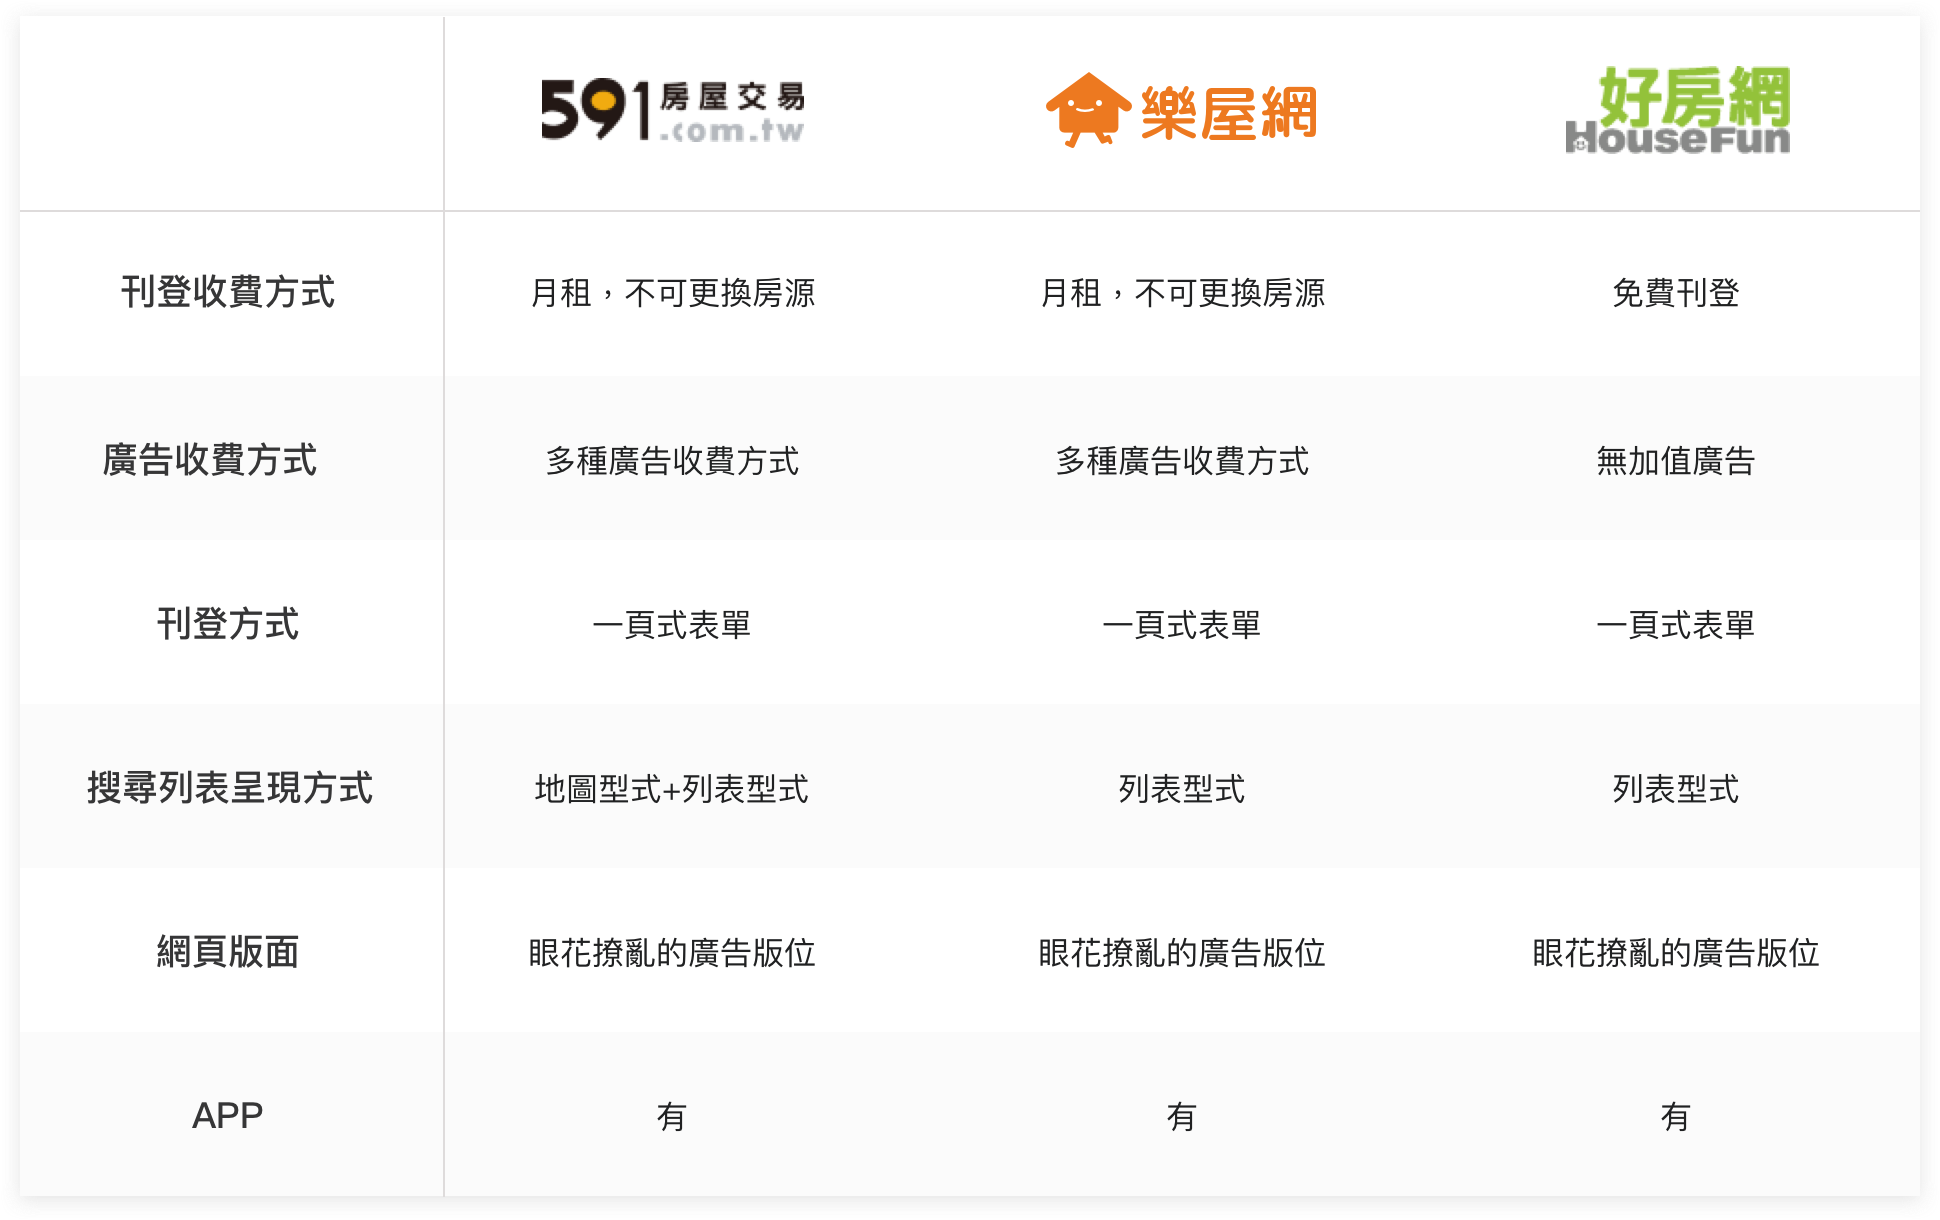 591 房屋交易 .com.tw
樂屋網
好房網 HouseFun
刊登收費方式 月租，不可更換房源 月租，不可更換房源 免費刊登
廣告收費方式 多種廣告收費方式 多種廣告收費方式 無加值廣告
刊登方式 一頁式表單 一頁式表單 一頁式表單
搜尋列表呈現方式 地圖型式+列表型式 列表型式 列表型式
網頁版面 眼花撩亂的廣告版位 眼花撩亂的廣告版位 眼花撩亂的廣告版位
APP 有 有 有